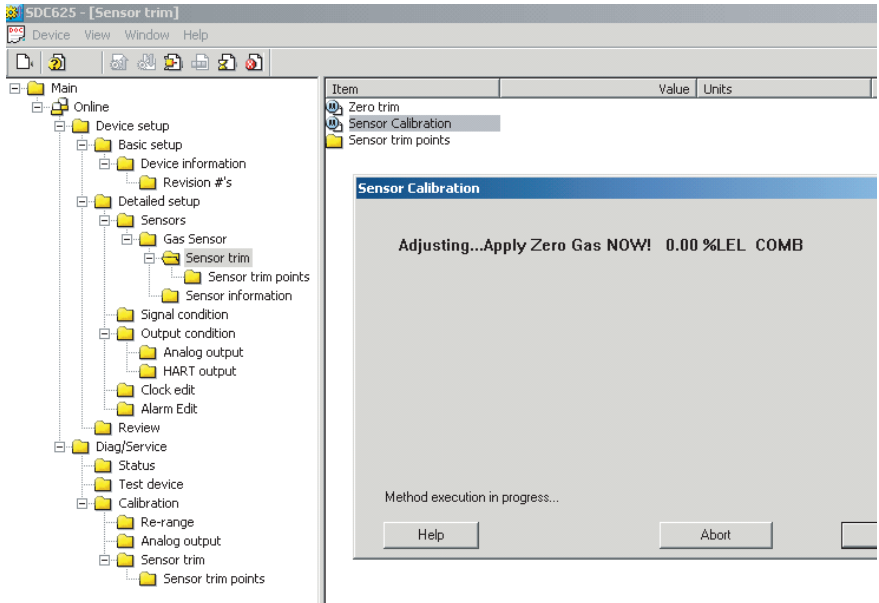 SDC625 - [Sensor trim]
Device View Window Help
Main
Online
Device setup
Basic setup
Device information
Revision #'s
Detailed setup
Sensors
Gas Sensor
Sensor trim
Sensor trim points
Sensor information
Signal condition
Output condition
Analog output
HART output
Clock edit
Alarm Edit
Review
Diag/Service
Status
Test device
Calibration
Re-range
Analog output
Sensor trim
Sensor trim points
Item Value Units
Zero trim
Sensor Calibration
Sensor trim points
Sensor Calibration
Adjusting...Apply Zero Gas NOW! 0.00 %LEL COMB
Method execution in progress...
Help Abort